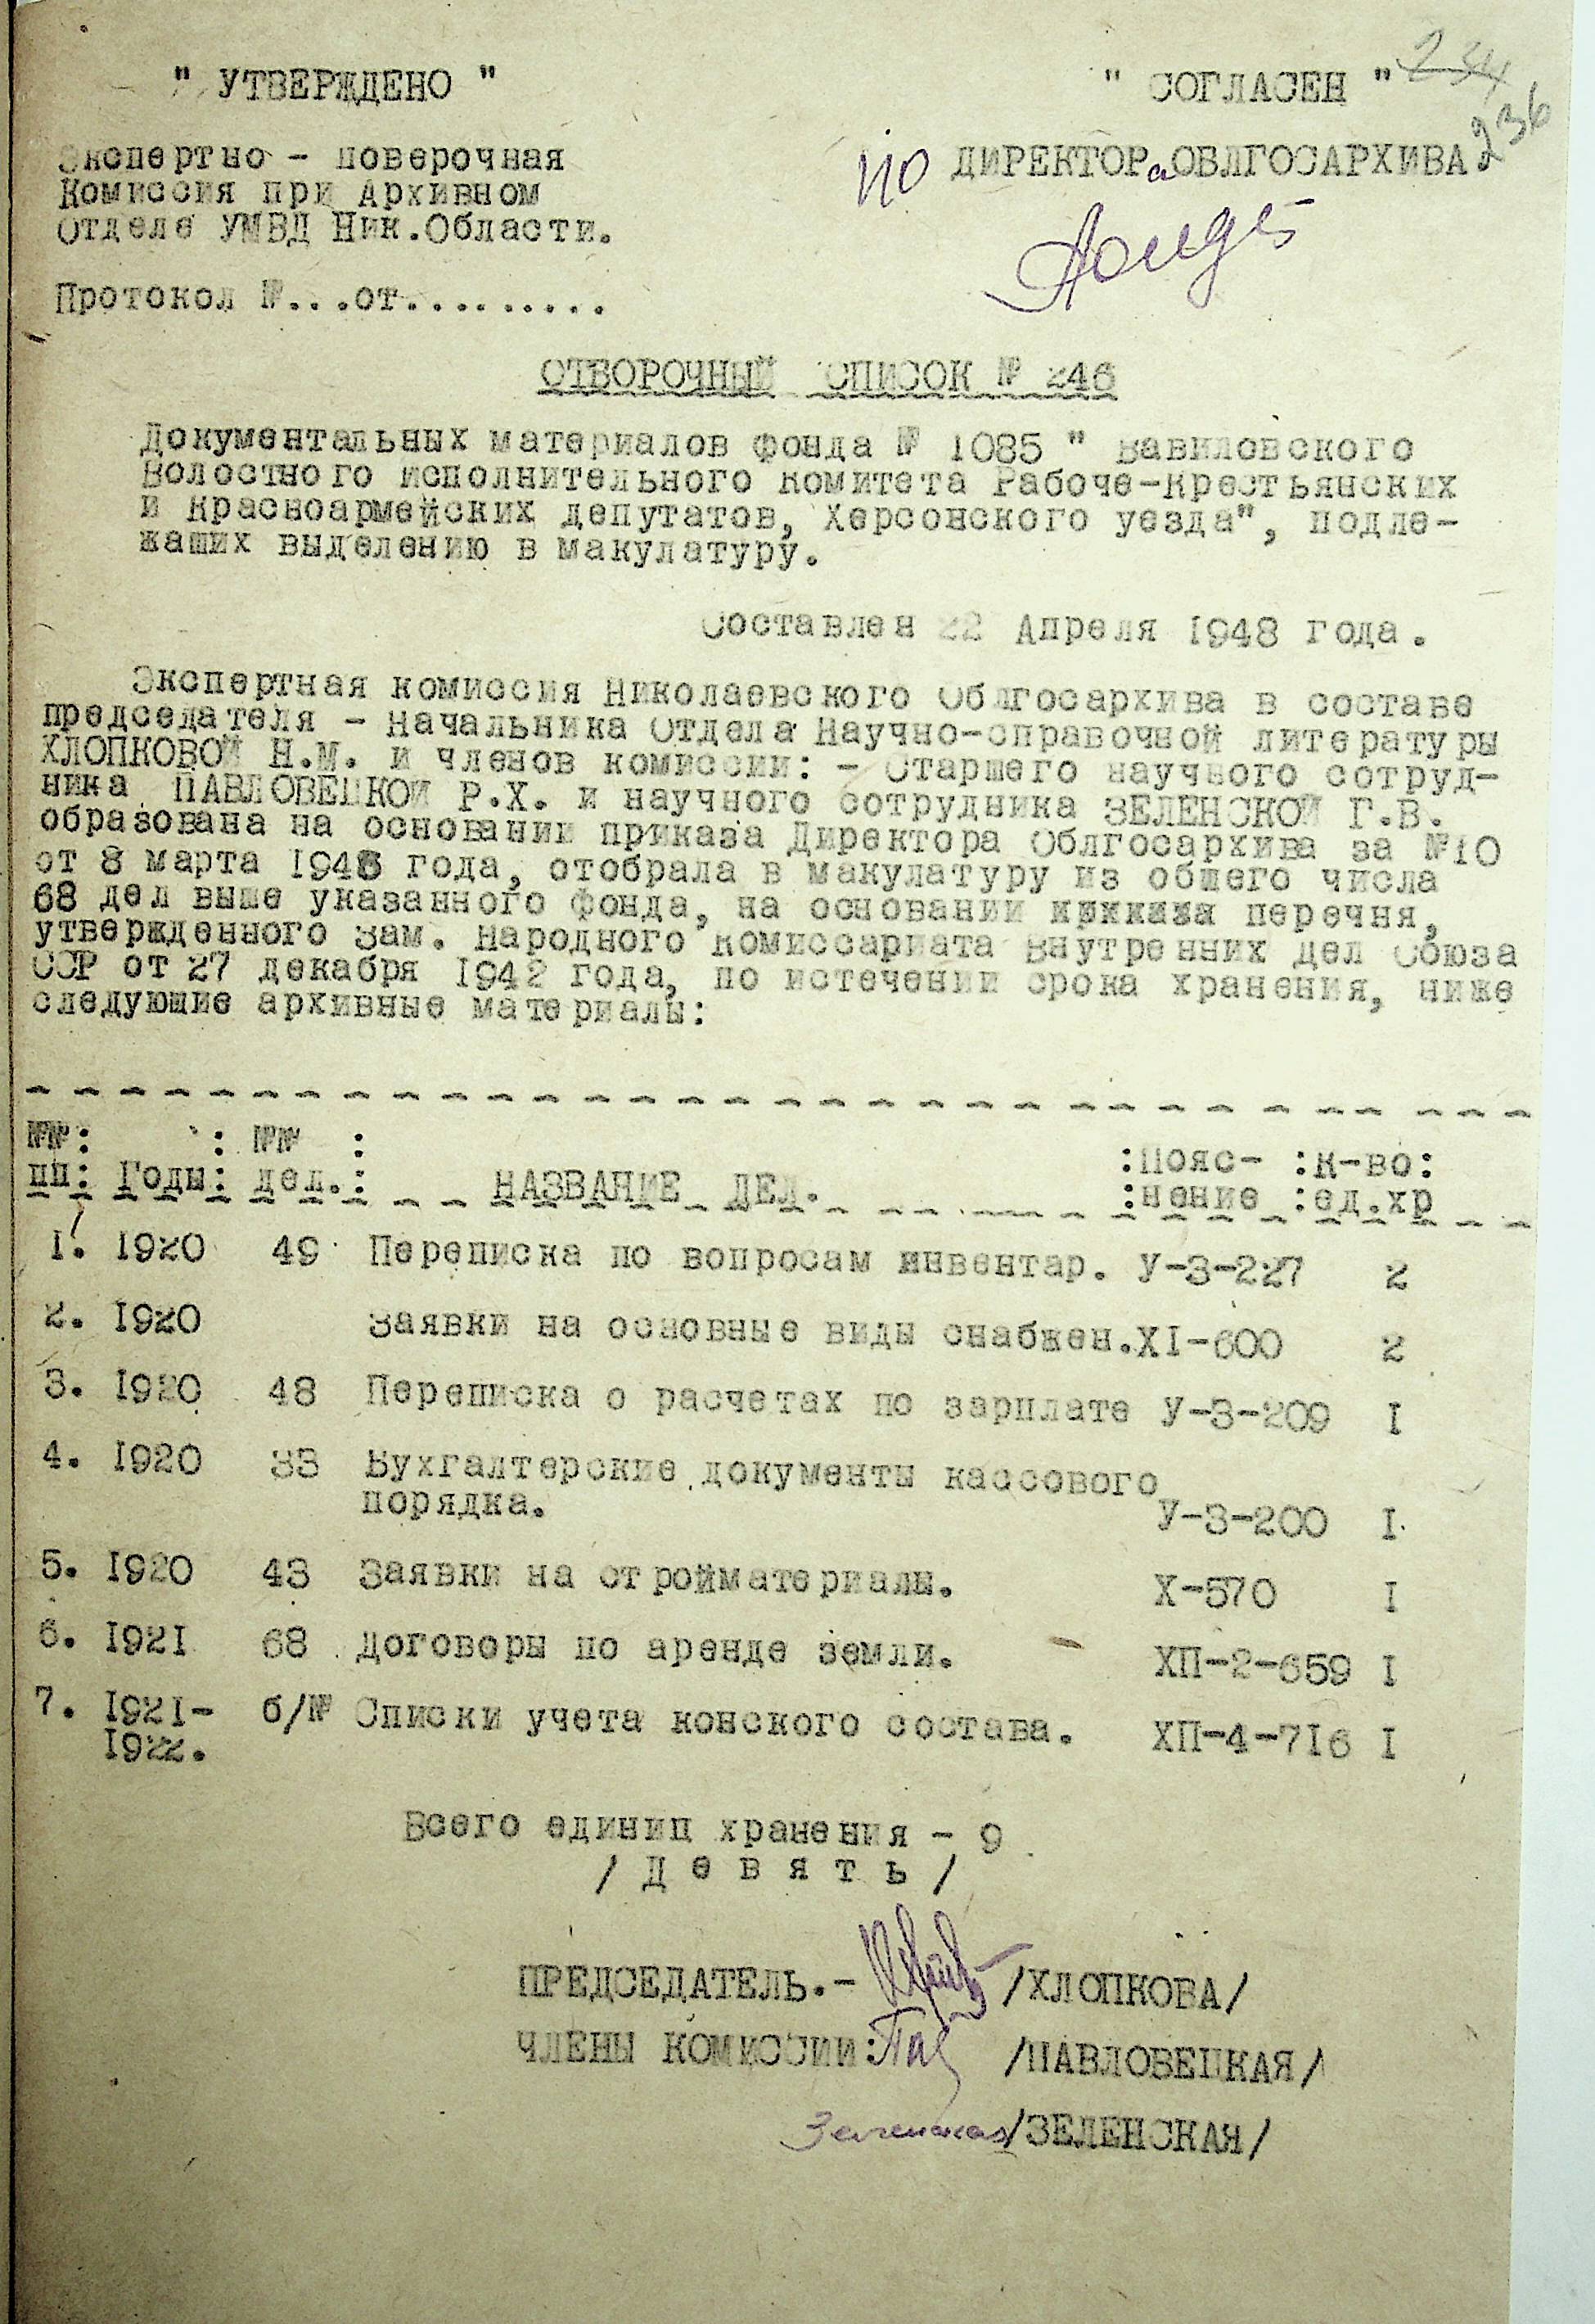 " УТВЕРЖДЕНО "
" СОГЛАСЕН "
234
236
Экспертно - поверочная
Комиссия при Архивном
Отделе УМВД Ник.Области.
ИО ДИРЕКТОРа ОБЛГОСАРХИВА
Протокол №...от.........
ОТБОРОЧНЫЙ СПИСОК № 246
Документальных материалов фонда № 1085 " Вавиловского
Волостного исполнительного Комитета Рабоче-Крестьянских
и Красноармейских депутатов, Херсонского уезда", подле-
жаших выделению в макулатуру.
Составлен 22 Апреля 1948 года.
Экспертная комиссия Николаевского Облгосархива в составе
председателя - Начальника Отдела Научно-справочной литературы
ХЛОПКОВОЙ Н.М. и членов комиссии: - Старшего научного сотруд-
ника ПАВЛОВЕЦКОЙ Р.Х. и научного сотрудника ЗЕЛЕНСКОЙ Г.В.
образована на основании приказа Директора Облгосархива за №10
от 8 марта 1948 года, отобрала в макулатуру из общего числа
68 дел выше указанного фонда, на основании перечня,
утвержденного Зам. Народного Комиссариата Внутренних Дел Союза
ССР от 27 декабря 1942 года, по истечении срока хранения, ниже
следующие архивные материалы:
№№: : №№ : :Пояс- :К-во:
пп: Годы: дел.: НАЗВАНИЕ ДЕЛ. :нение :ед.хр
1. 1920 49 Переписка по вопросам инвентар. У-3-227 2
2. 1920 Заявки на основные виды снабжен. XI-600 2
3. 1920 48 Переписка о расчетах по зарплате У-3-209 I
4. 1920 33 Бухгалтерские документы кассового
порядка. У-3-200 I
5. 1920 43 Заявки на стройматериалы. Х-570 I
6. 1921 68 Договоры по аренде земли. ХП-2-659 I
7. 1921- б/№ Списки учета конского состава. ХП-4-716 I
1922.
Всего единиц хранения - 9
/ Д е в я т ь /
ПРЕДСЕДАТЕЛЬ.- /ХЛОПКОВА/
ЧЛЕНЫ КОМИССИИ: /ПАВЛОВЕЦКАЯ/
Зеленская /ЗЕЛЕНСКАЯ/